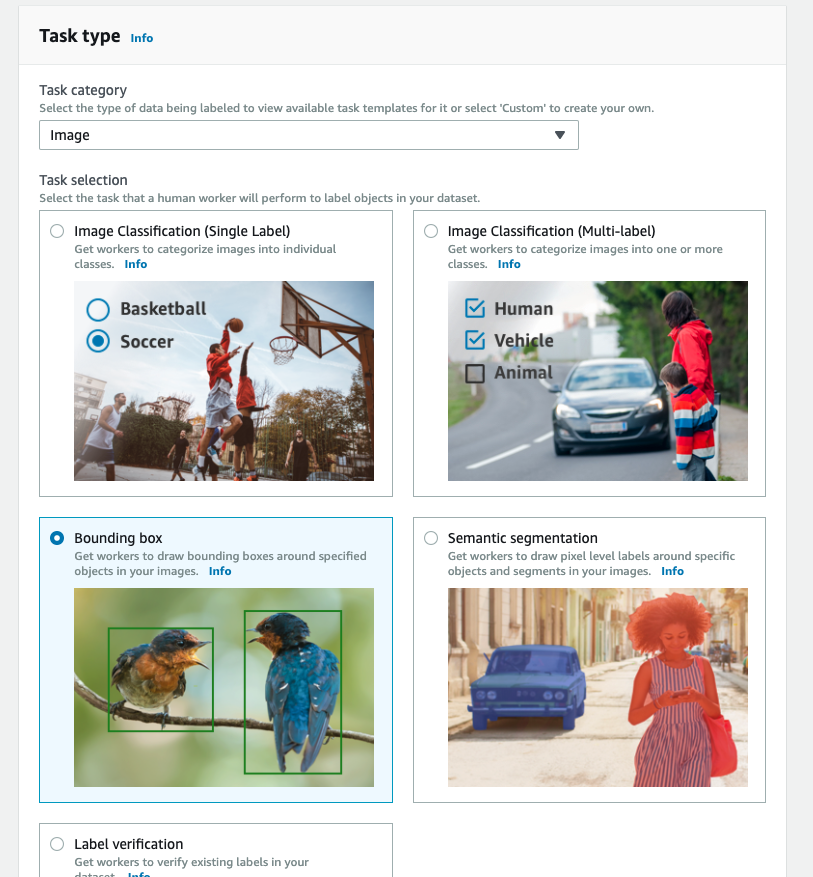 Task type Info
Task category
Select the type of data being labeled to view available task templates for it or select 'Custom' to create your own.
Image
Task selection
Select the task that a human worker will perform to label objects in your dataset.
Image Classification (Single Label)
Get workers to categorize images into individual
classes. Info
Basketball
Soccer
Image Classification (Multi-label)
Get workers to categorize images into one or more
classes. Info
Human
Vehicle
Animal
Bounding box
Get workers to draw bounding boxes around specified
objects in your images. Info
Semantic segmentation
Get workers to draw pixel level labels around specific
objects and segments in your images. Info
Label verification
Get workers to verify existing labels in your
dataset. Info